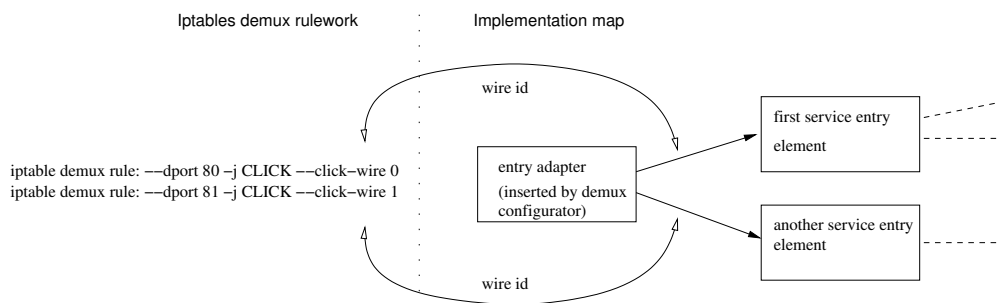 Iptables demux rulework
Implementation map
wire id
first service entry
element
entry adapter
(inserted by demux
configurator)
iptable demux rule: −−dport 80 −j CLICK −−click−wire 0
iptable demux rule: −−dport 81 −j CLICK −−click−wire 1
another service entry
element
wire id